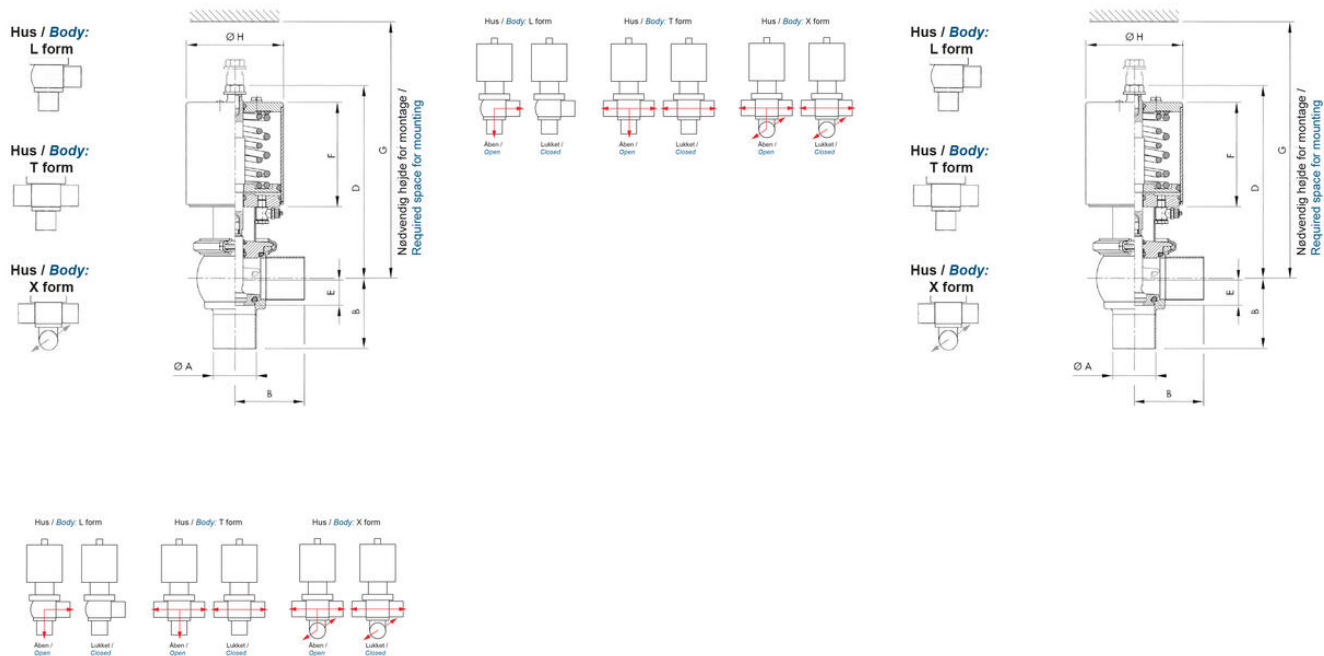 Hus / Body:
L form
Hus / Body:
T form
Hus / Body:
X form
Ø H
F
D
G
E
B
Ø A
B
Nødvendig højde for montage /
Required space for mounting
Hus / Body: L form
Hus / Body: T form
Hus / Body: X form
Åben /
Open
Lukket /
Closed
Åben /
Open
Lukket /
Closed
Åben /
Open
Lukket /
Closed
Hus / Body:
L form
Hus / Body:
T form
Hus / Body:
X form
Ø H
F
D
G
E
B
Ø A
B
Nødvendig højde for montage /
Required space for mounting
Hus / Body: L form
Hus / Body: T form
Hus / Body: X form
Åben /
Open
Lukket /
Closed
Åben /
Open
Lukket /
Closed
Åben /
Open
Lukket /
Closed